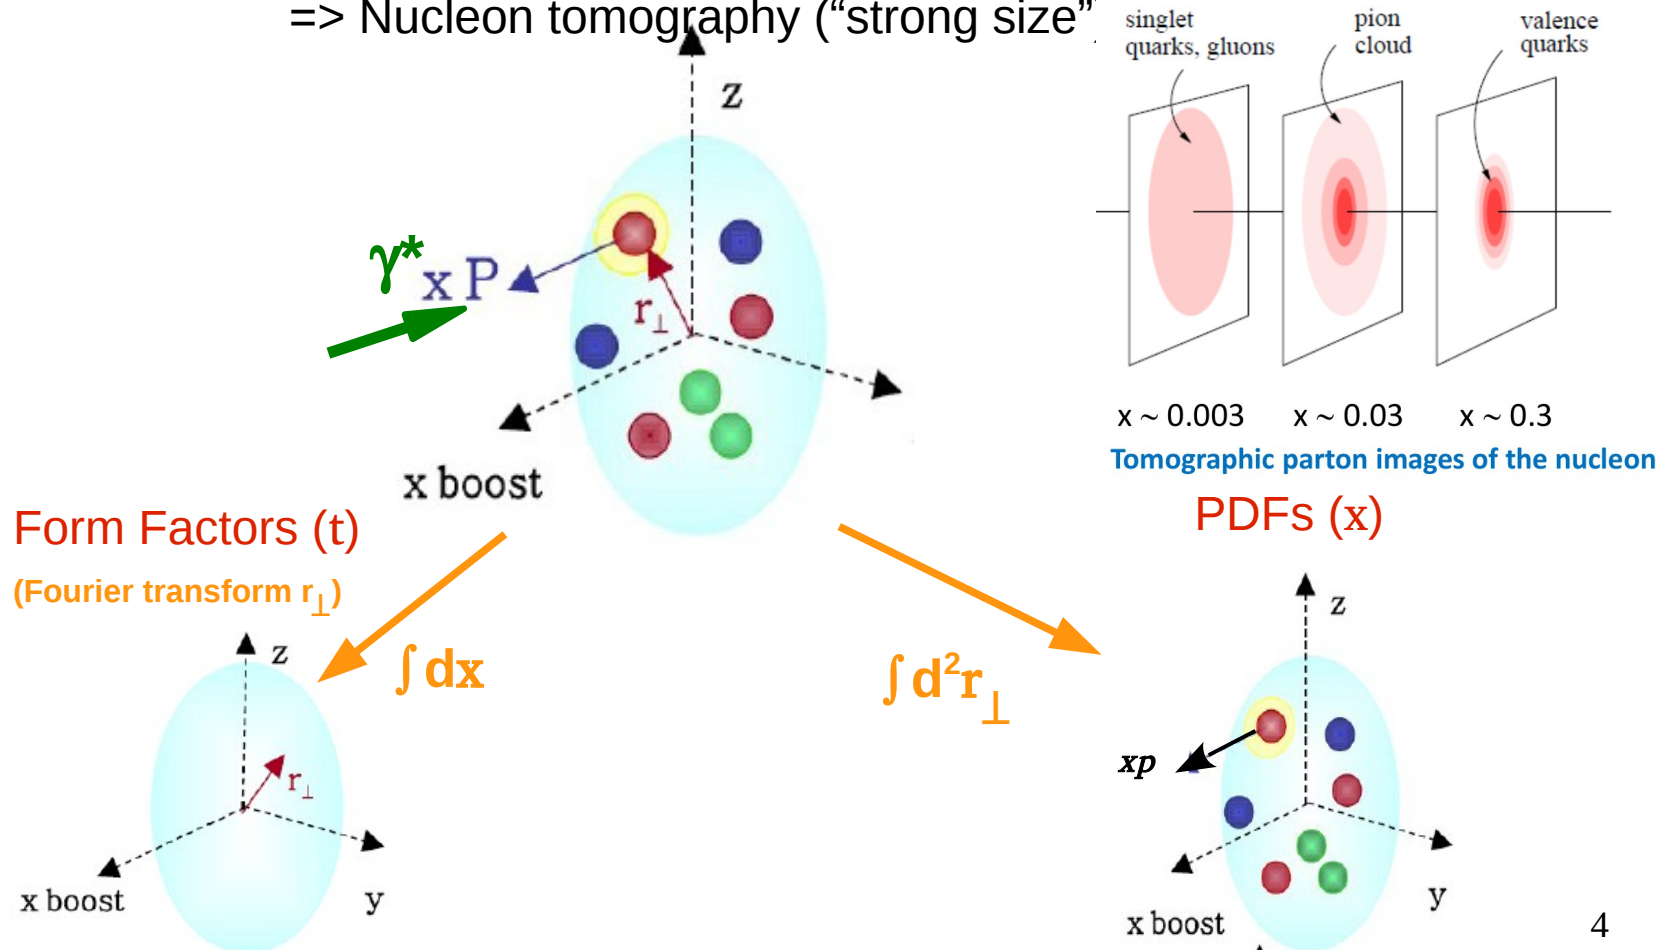 => Nucleon tomography (“strong size”)
singlet
quarks, gluons
pion
cloud
valence
quarks
z
γ*
x P
r⊥
x boost
x ~ 0.003
x ~ 0.03
x ~ 0.3
Tomographic parton images of the nucleon
Form Factors (t)
(Fourier transform r⊥)
PDFs (x)
∫ dx
∫ d²r⊥
z
r⊥
x boost
y
z
xp
y
x boost
4